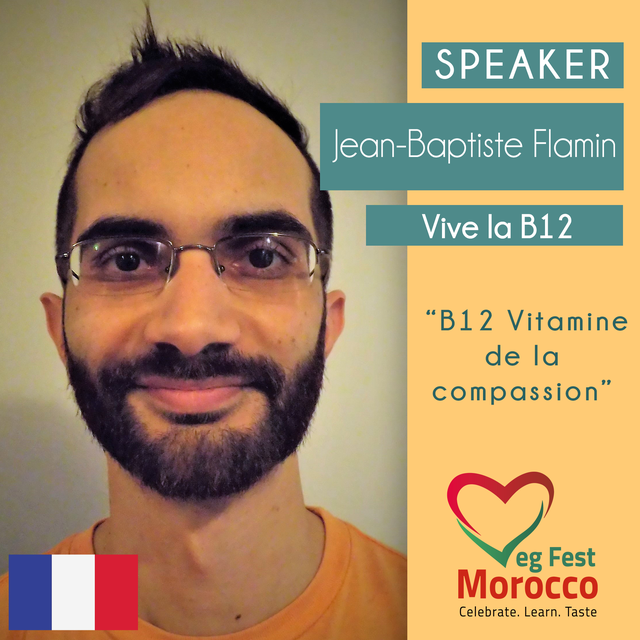 SPEAKER
Jean-Baptiste Flamin
Vive la B12
“B12 Vitamine
de la
compassion”
Veg Fest
Morocco
Celebrate. Learn. Taste